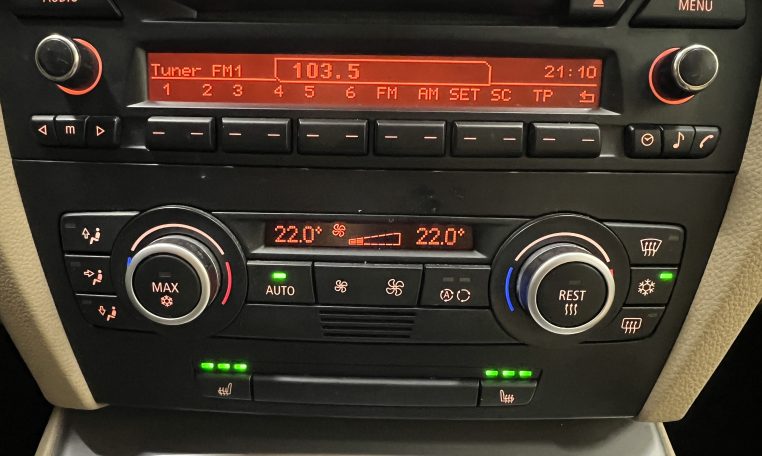 AUDIO
MENU
Tuner FM1 103.5 21:10
1 2 3 4 5 6 FM AM SET SC TP
m
22.0° 22.0°
MAX
AUTO
A
REST